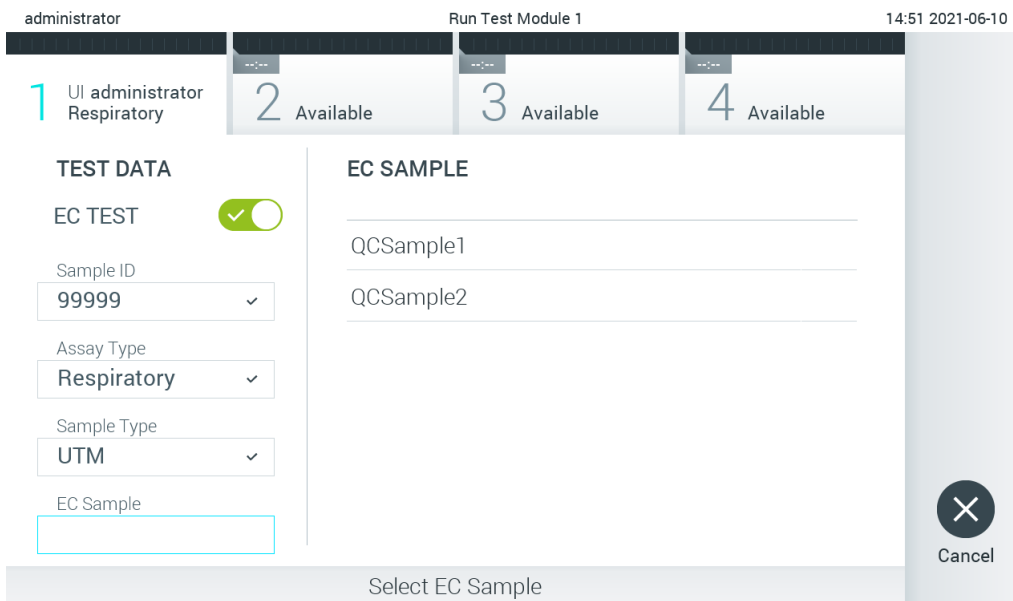 administrator
Run Test Module 1
14:51 2021-06-10
1 UI administrator
Respiratory
--:--
2 Available
--:--
3 Available
--:--
4 Available
TEST DATA
EC TEST
Sample ID
99999
Assay Type
Respiratory
Sample Type
UTM
EC Sample
EC SAMPLE
QCSample1
QCSample2
Cancel
Select EC Sample